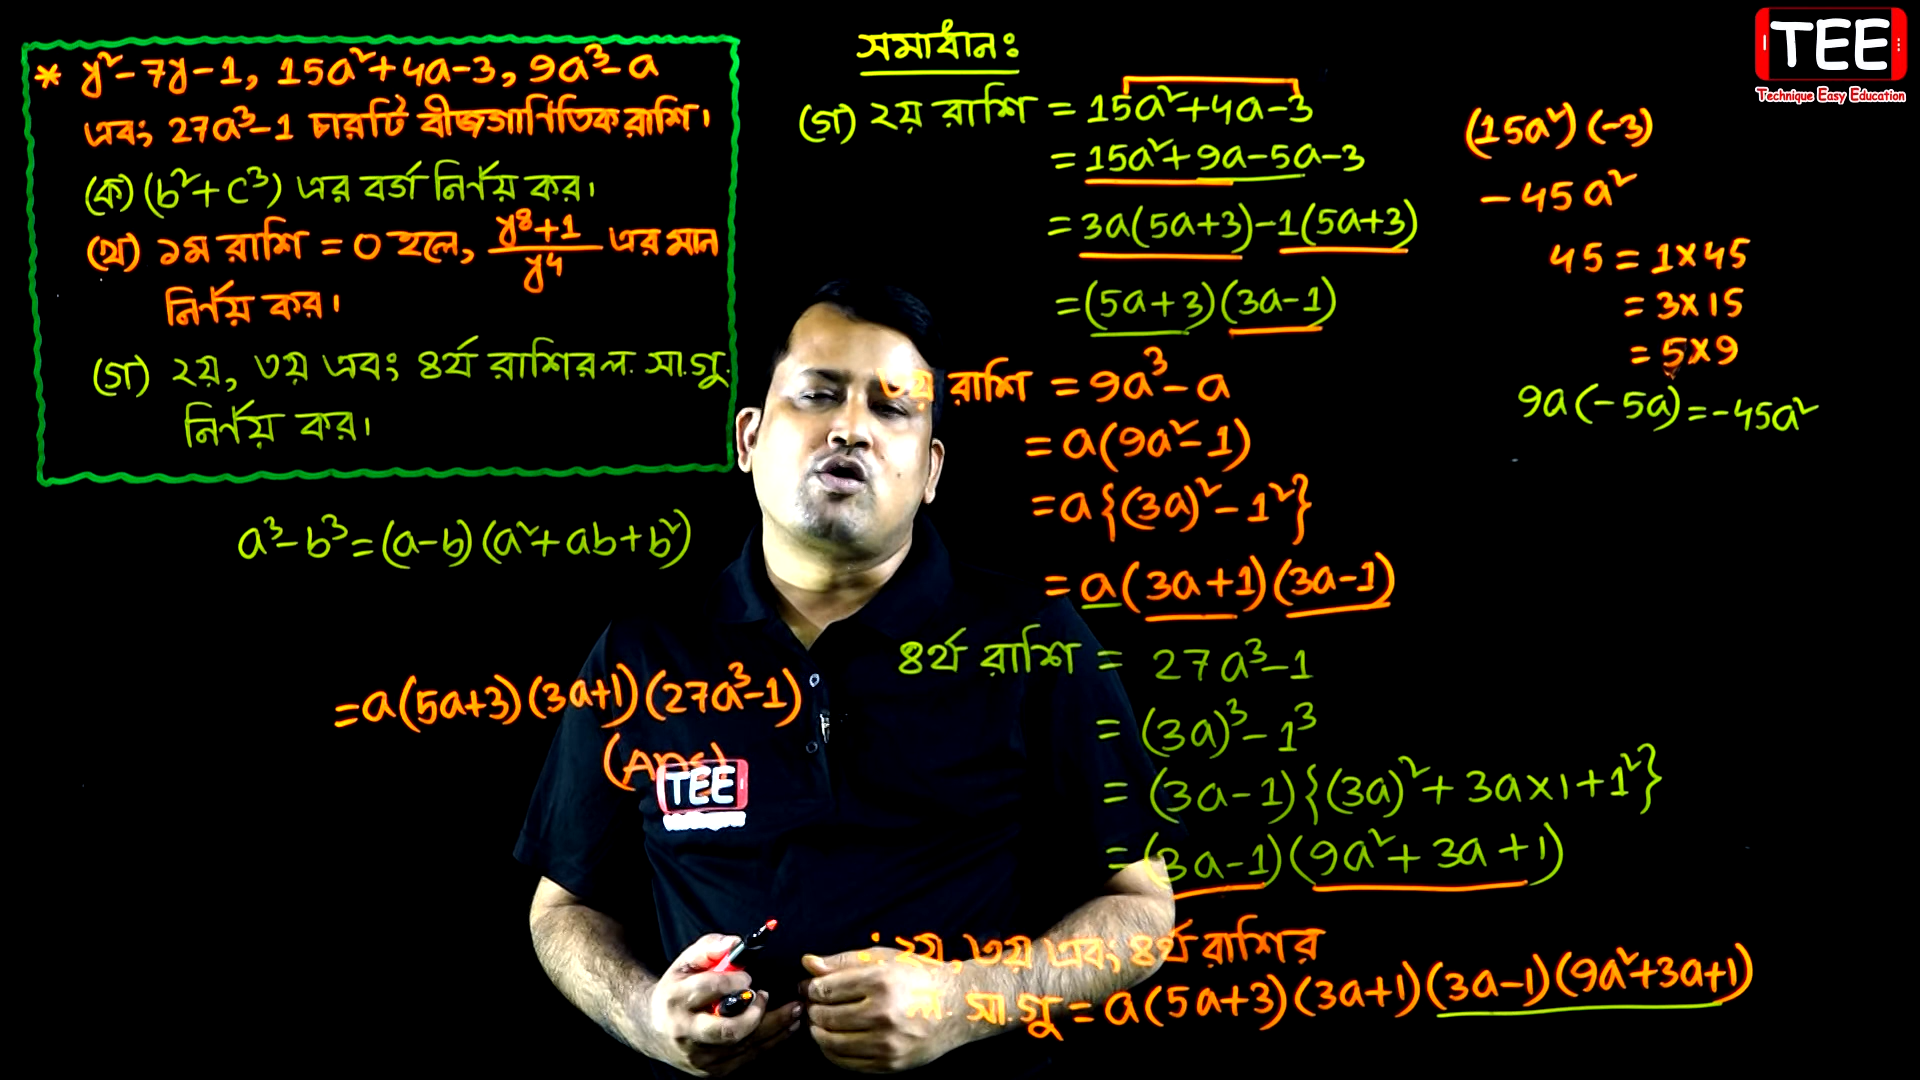 * y²-7y-1, 15a²+4a-3, 9a³-a
এবং 27a³-1 চারটি বীজগাণিতিক রাশি।
(ক) (b²+c³) এর বর্গ নির্ণয় কর।
(খ) ১ম রাশি = 0 হলে, (y⁸+1)/y⁴ এর মান
নির্ণয় কর।
(গ) ২য়, ৩য় এবং ৪র্থ রাশির ল. সা.গু.
নির্ণয় কর।
a³-b³=(a-b)(a²+ab+b²)
=a(5a+3)(3a+1)(27a³-1)
(Ans)
TEE
সমাধানঃ
(গ) ২য় রাশি = 15a²+4a-3
= 15a²+9a-5a-3
= 3a(5a+3)-1(5a+3)
=(5a+3)(3a-1)
৩য় রাশি = 9a³-a
= a(9a²-1)
=a{(3a)²-1²}
= a(3a+1)(3a-1)
৪র্থ রাশি = 27a³-1
= (3a)³-1³
= (3a-1){(3a)²+3a×1+1²}
=(3a-1)(9a²+3a+1)
∴ ২য়, ৩য় এবং ৪র্থ রাশির
ল. সা.গু = a(5a+3)(3a+1)(3a-1)(9a²+3a+1)
TEE
Technique Easy Education
(15a²)(-3)
-45a²
45 = 1×45
= 3×15
= 5×9
9a(-5a)=-45a²